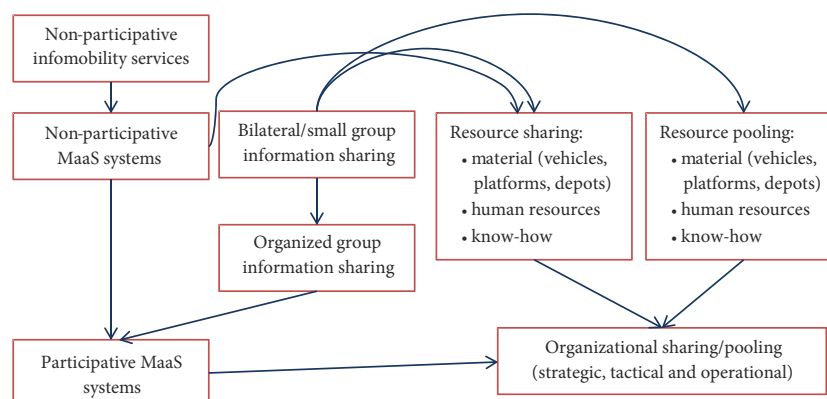 Non-participative
infomobility services
Non-participative
MaaS systems
Bilateral/small group
information sharing
Organized group
information sharing
Resource sharing:
• material (vehicles,
platforms, depots)
• human resources
• know-how
Resource pooling:
• material (vehicles,
platforms, depots)
• human resources
• know-how
Participative MaaS
systems
Organizational sharing/pooling
(strategic, tactical and operational)